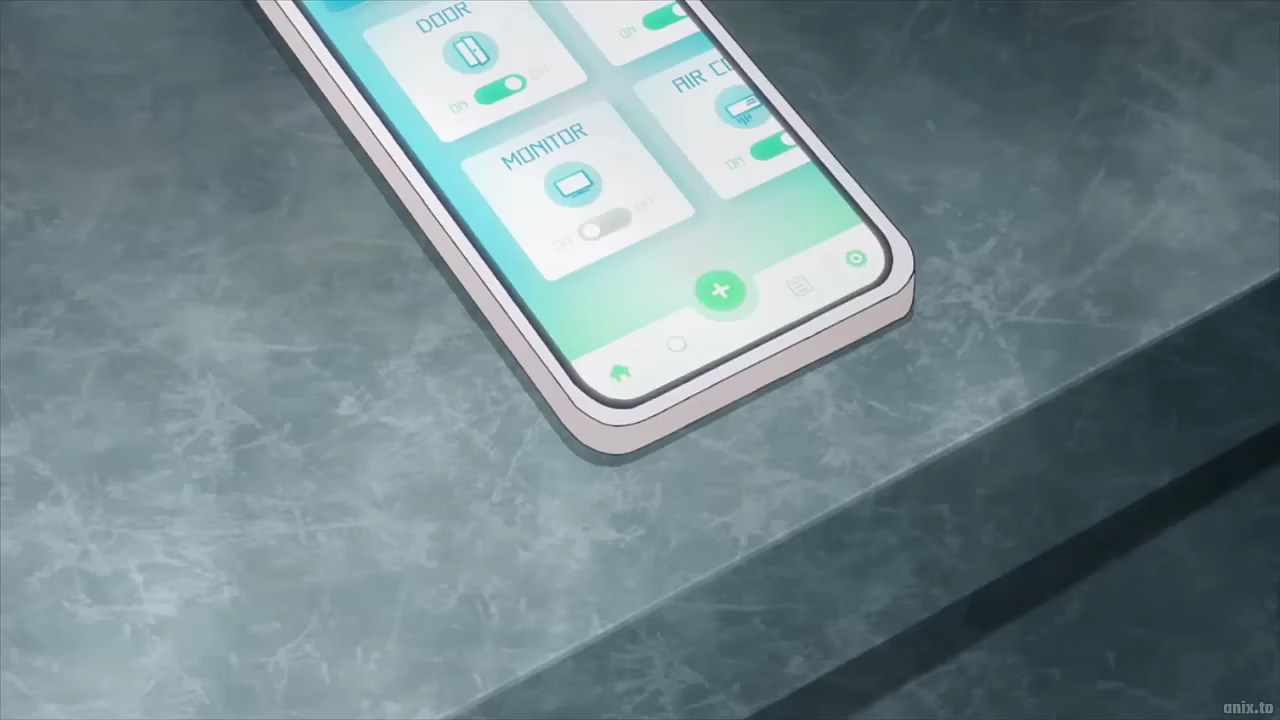 DOOR
ON OFF
ON
AIR CO
ON
MONITOR
ON OFF
anix.to